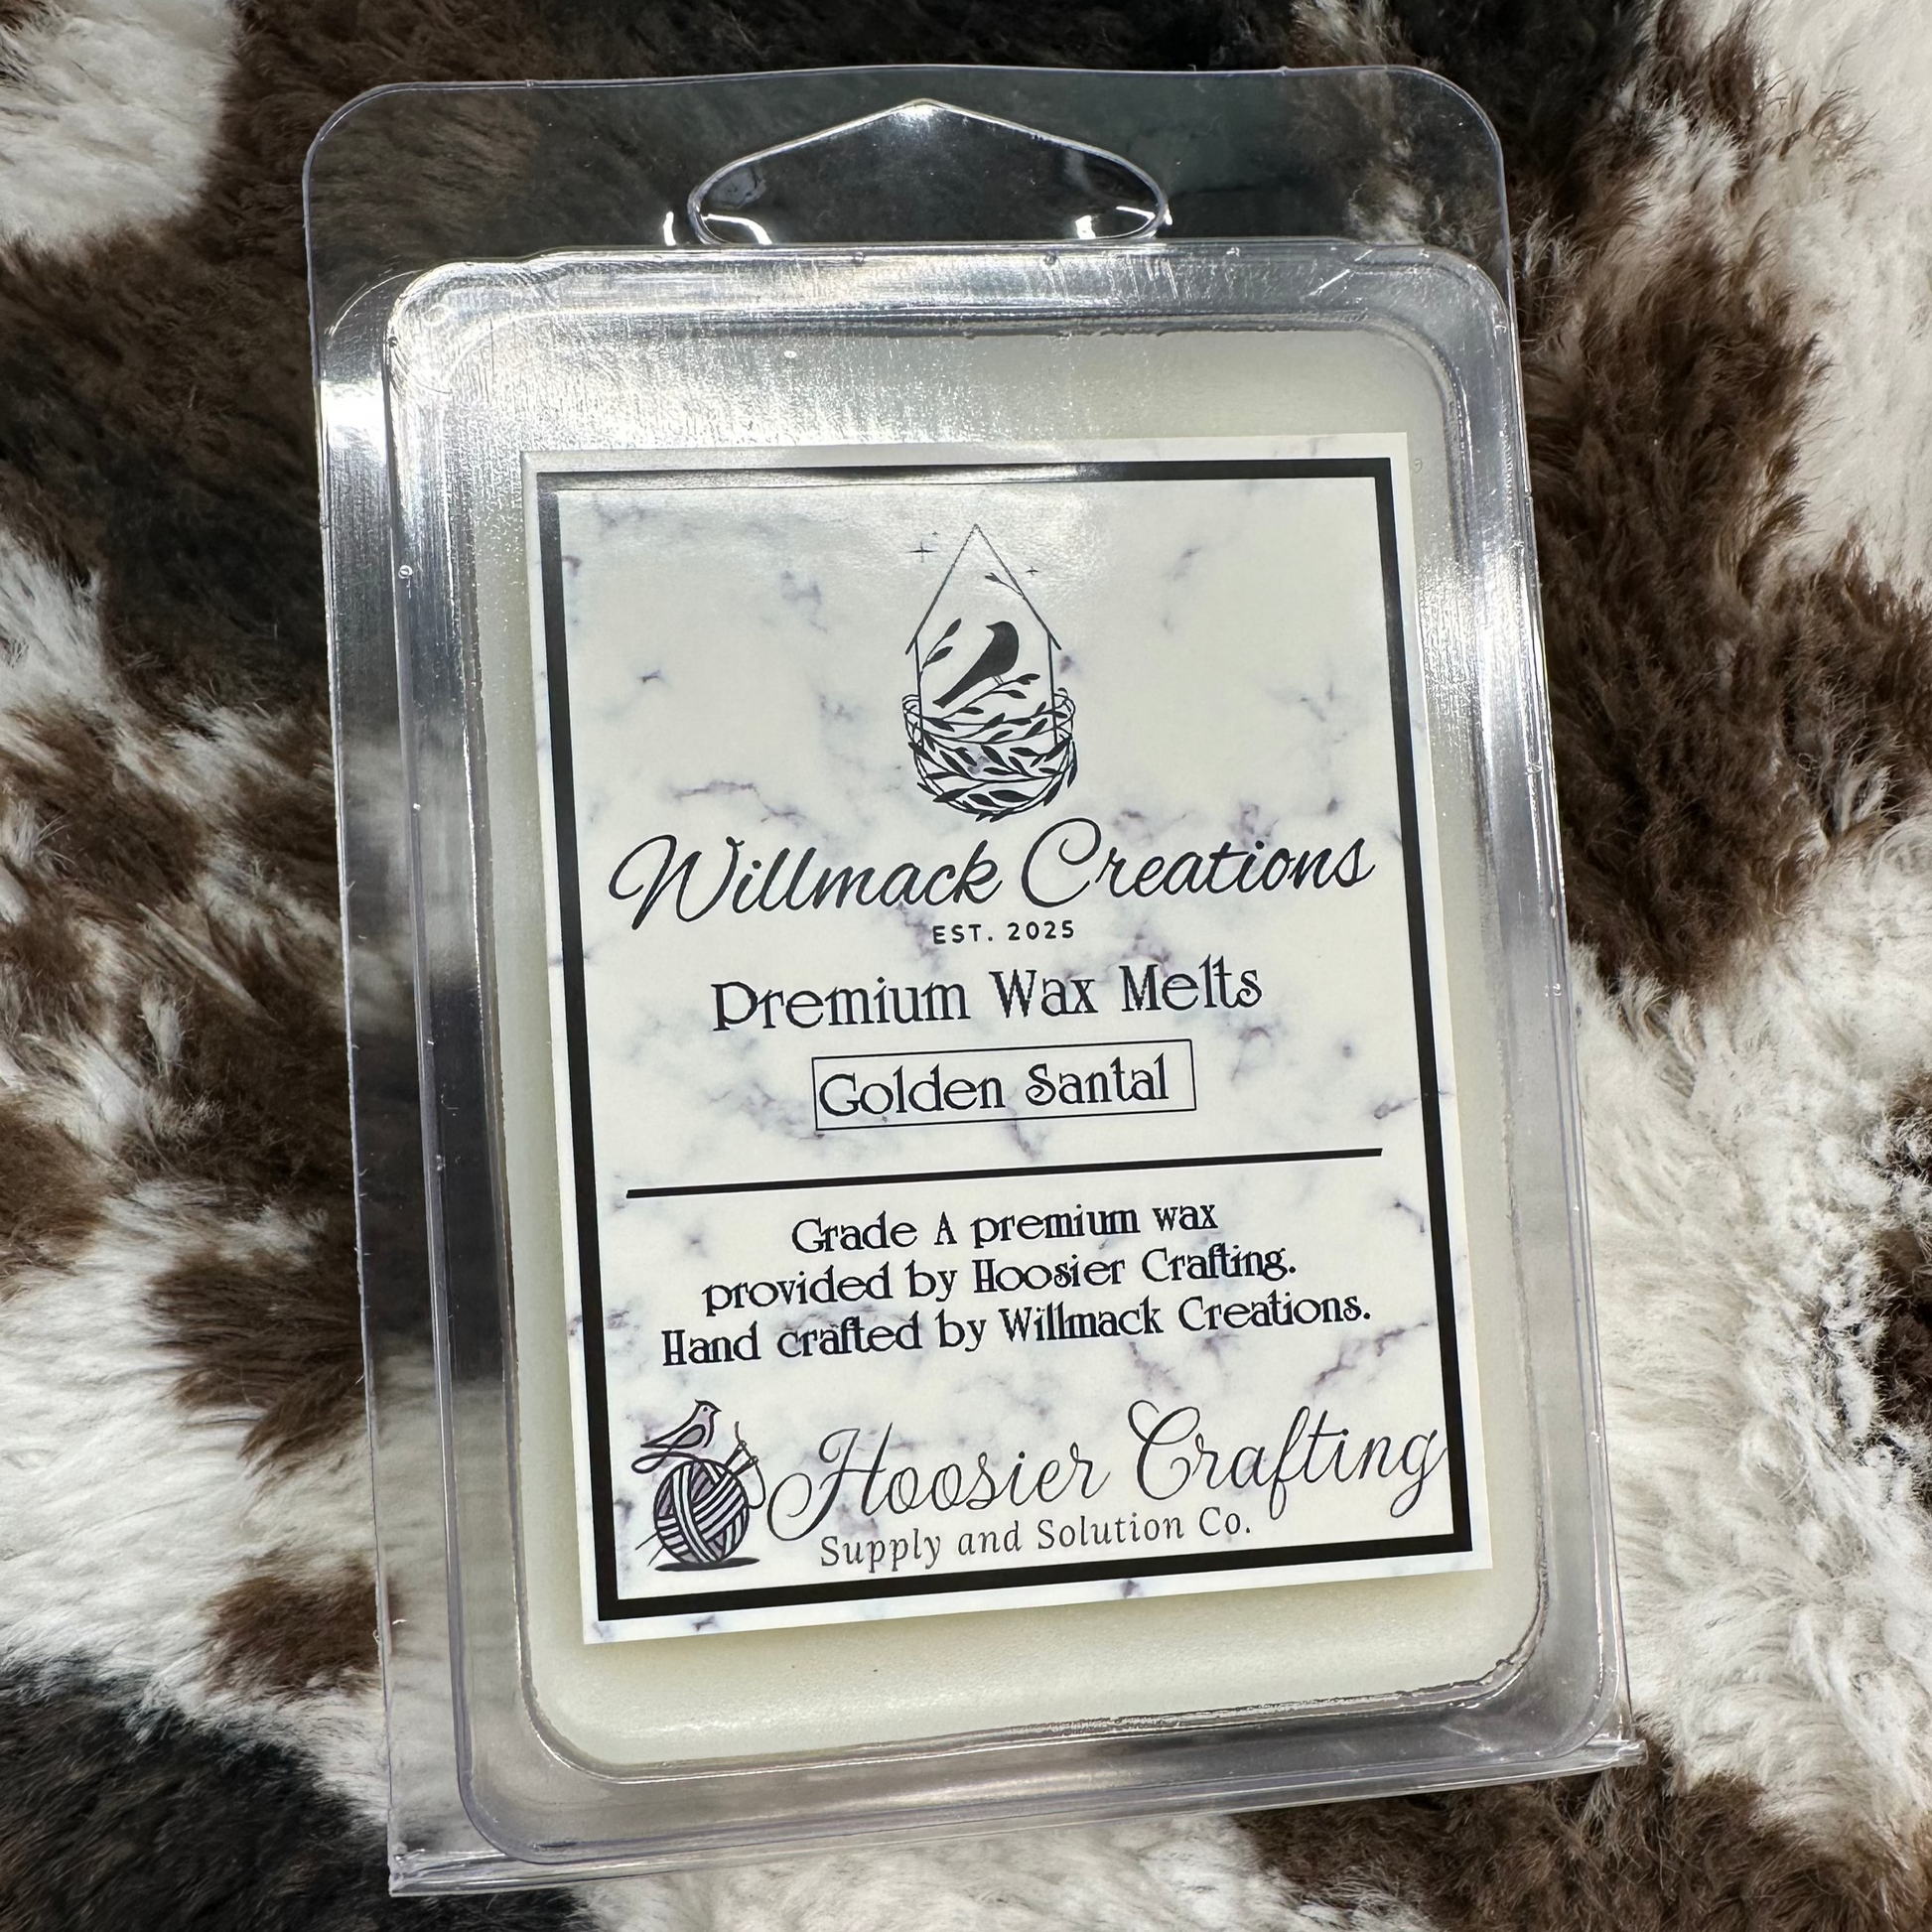 Willmack Creations
EST. 2025
Premium Wax Melts
Golden Santal
Grade A premium wax
provided by Hoosier Crafting.
Hand crafted by Willmack Creations.
Hoosier Crafting
Supply and Solution Co.